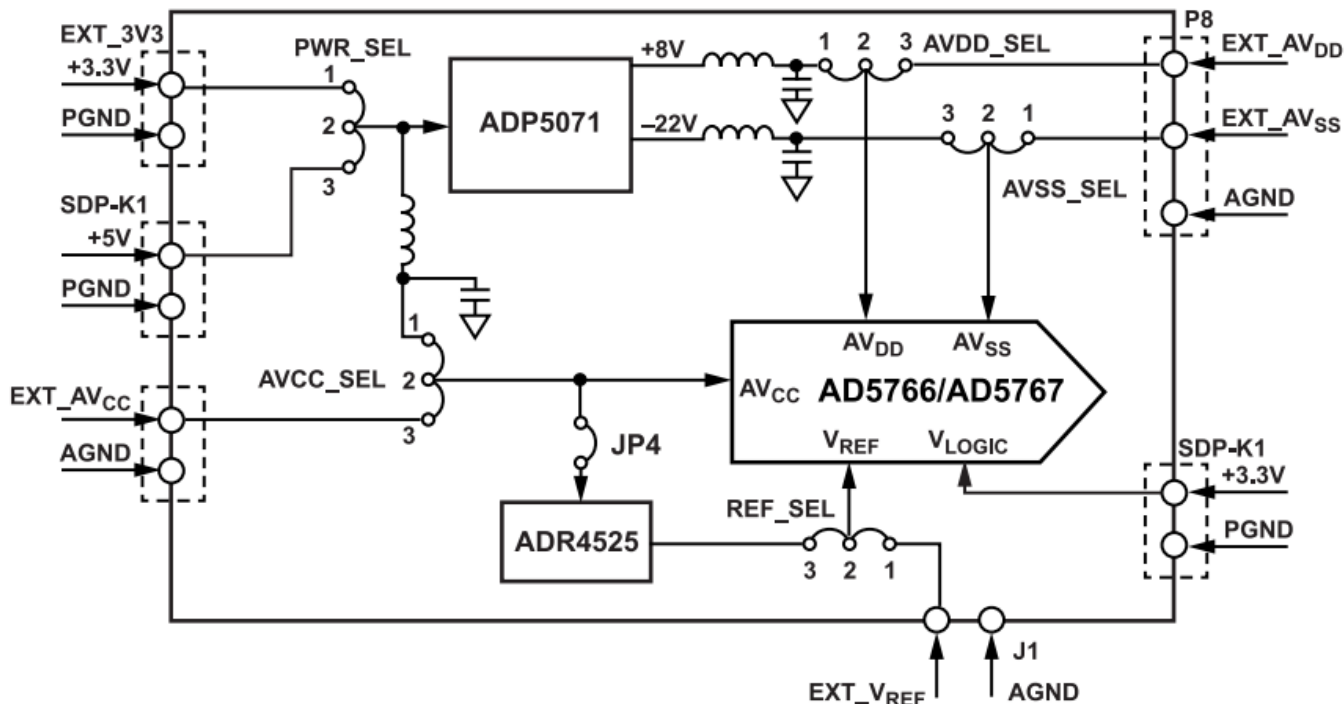 EXT_3V3
+3.3V
PGND
SDP-K1
+5V
PGND
EXT_AVCC
AGND
PWR_SEL
1
2
3
ADP5071
+8V
–22V
1 2 3
AVDD_SEL
3 2 1
AVSS_SEL
P8
EXT_AVDD
EXT_AVSS
AGND
AVCC_SEL
1
2
3
JP4
ADR4525
AVDD AVSS
AVCC AD5766/AD5767
VREF VLOGIC
REF_SEL
3 2 1
SDP-K1
+3.3V
PGND
J1
EXT_VREF
AGND